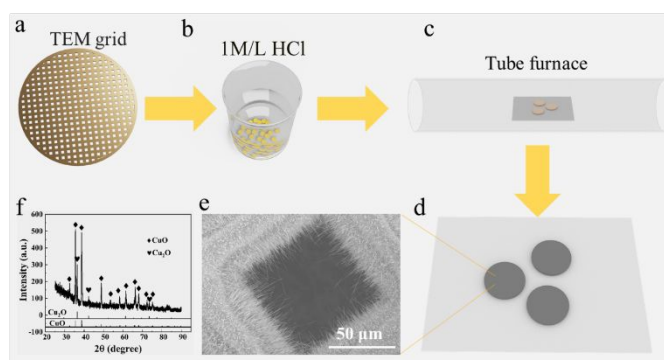 a
TEM grid
b
1M/L HCl
c
Tube furnace
f
600
500
400
300
200
100
0
-100
Intensity (a.u.)
♦ CuO
♥ Cu₂O
Cu₂O
CuO
20 30 40 50 60 70 80 90
2θ (degree)
e
50 μm
d